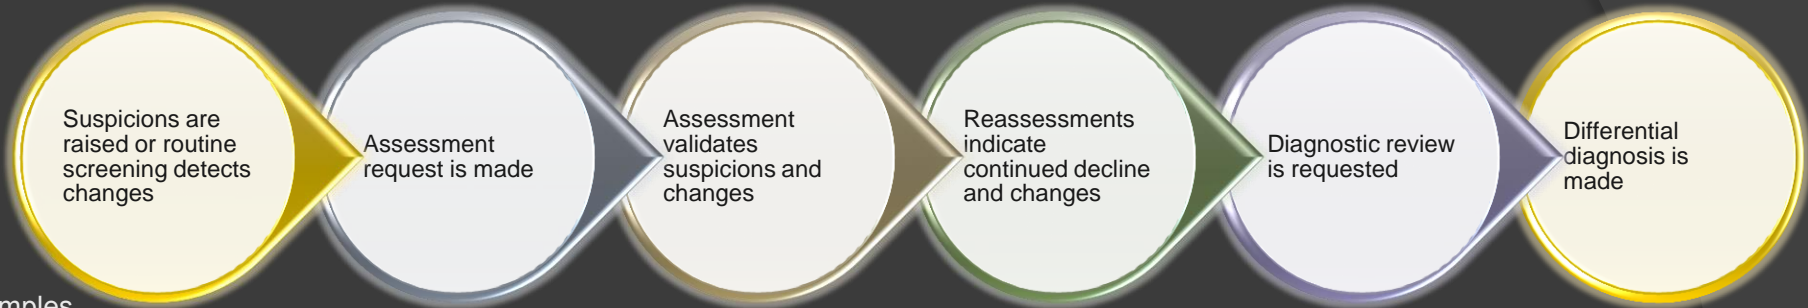 Suspicions are
raised or routine
screening detects
changes
Assessment
request is made
Assessment
validates
suspicions and
changes
Reassessments
indicate
continued decline
and changes
Diagnostic review
is requested
Differential
diagnosis is
made